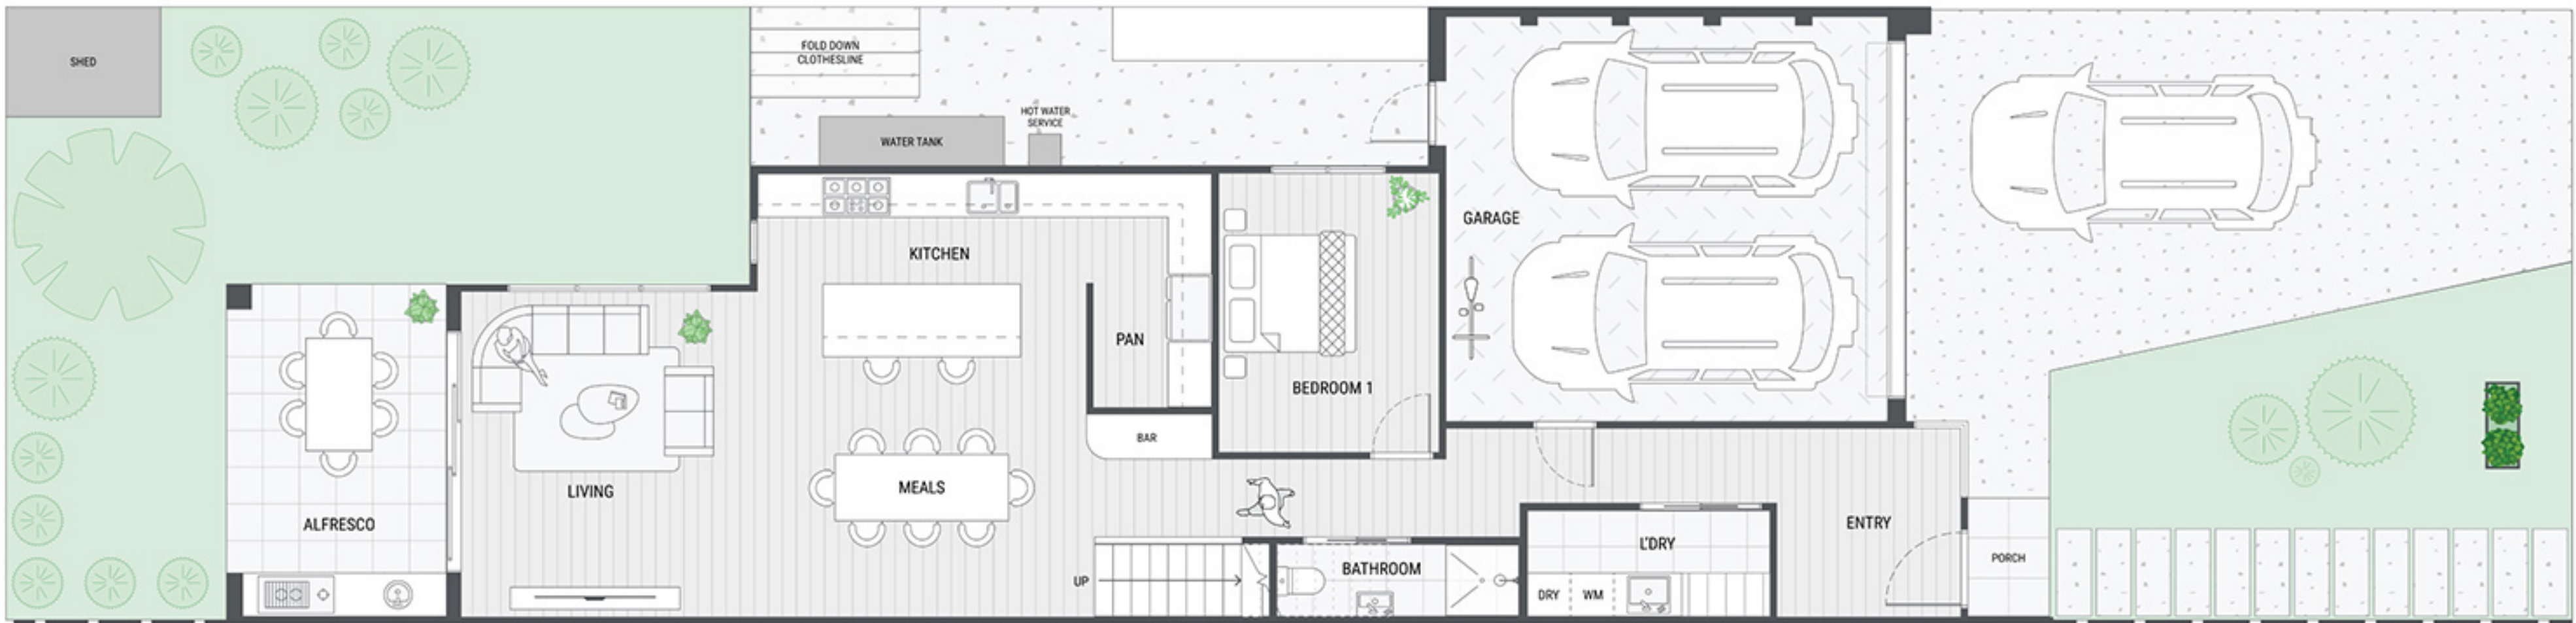 SHED
FOLD DOWN
CLOTHESLINE
HOT WATER
SERVICE
WATER TANK
GARAGE
KITCHEN
PAN
BEDROOM 1
BAR
LIVING
MEALS
ALFRESCO
ENTRY
L'DRY
PORCH
BATHROOM
UP
DRY
WM